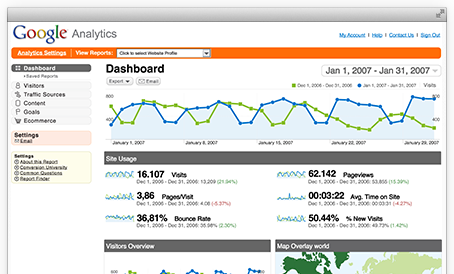 Google Analytics
My Account | Help | Contact Us | Sign Out
Analytics Settings View Reports: Click to select Website Profile
Dashboard
Saved Reports
Visitors
Traffic Sources
Content
Goals
Ecommerce
Settings
Email
Settings
About this Report
Conversion University
Common Questions
Report Finder
Dashboard
Jan 1, 2007 - Jan 31, 2007
Export Email
Dec 1, 2006 - Dec 31, 2006 Jan 1, 2007 - Jan 31, 2007 Visits
January 1, 2007 January 8, 2007 January 15, 2007 January 22, 2007 January 29, 2007
Site Usage
16.107 Visits
Dec 1, 2006 - Dec 31, 2006: 13,209 (21.94%)
62.142 Pageviews
Dec 1, 2006 - Dec 31, 2006: 53,855 (15.39%)
3,86 Pages/Visit
Dec 1, 2006 - Dec 31, 2006: 4.08 (-5.37%)
00:03:22 Avg. Time on Site
Dec 1, 2006 - Dec 31, 2006: 00:03:31 (-4.27%)
36,81% Bounce Rate
Dec 1, 2006 - Dec 31, 2006: 35.98% (2.30%)
50.44% % New Visits
Dec 1, 2006 - Dec 31, 2006: 49.73% (1.42%)
Visitors Overview
Map Overlay world